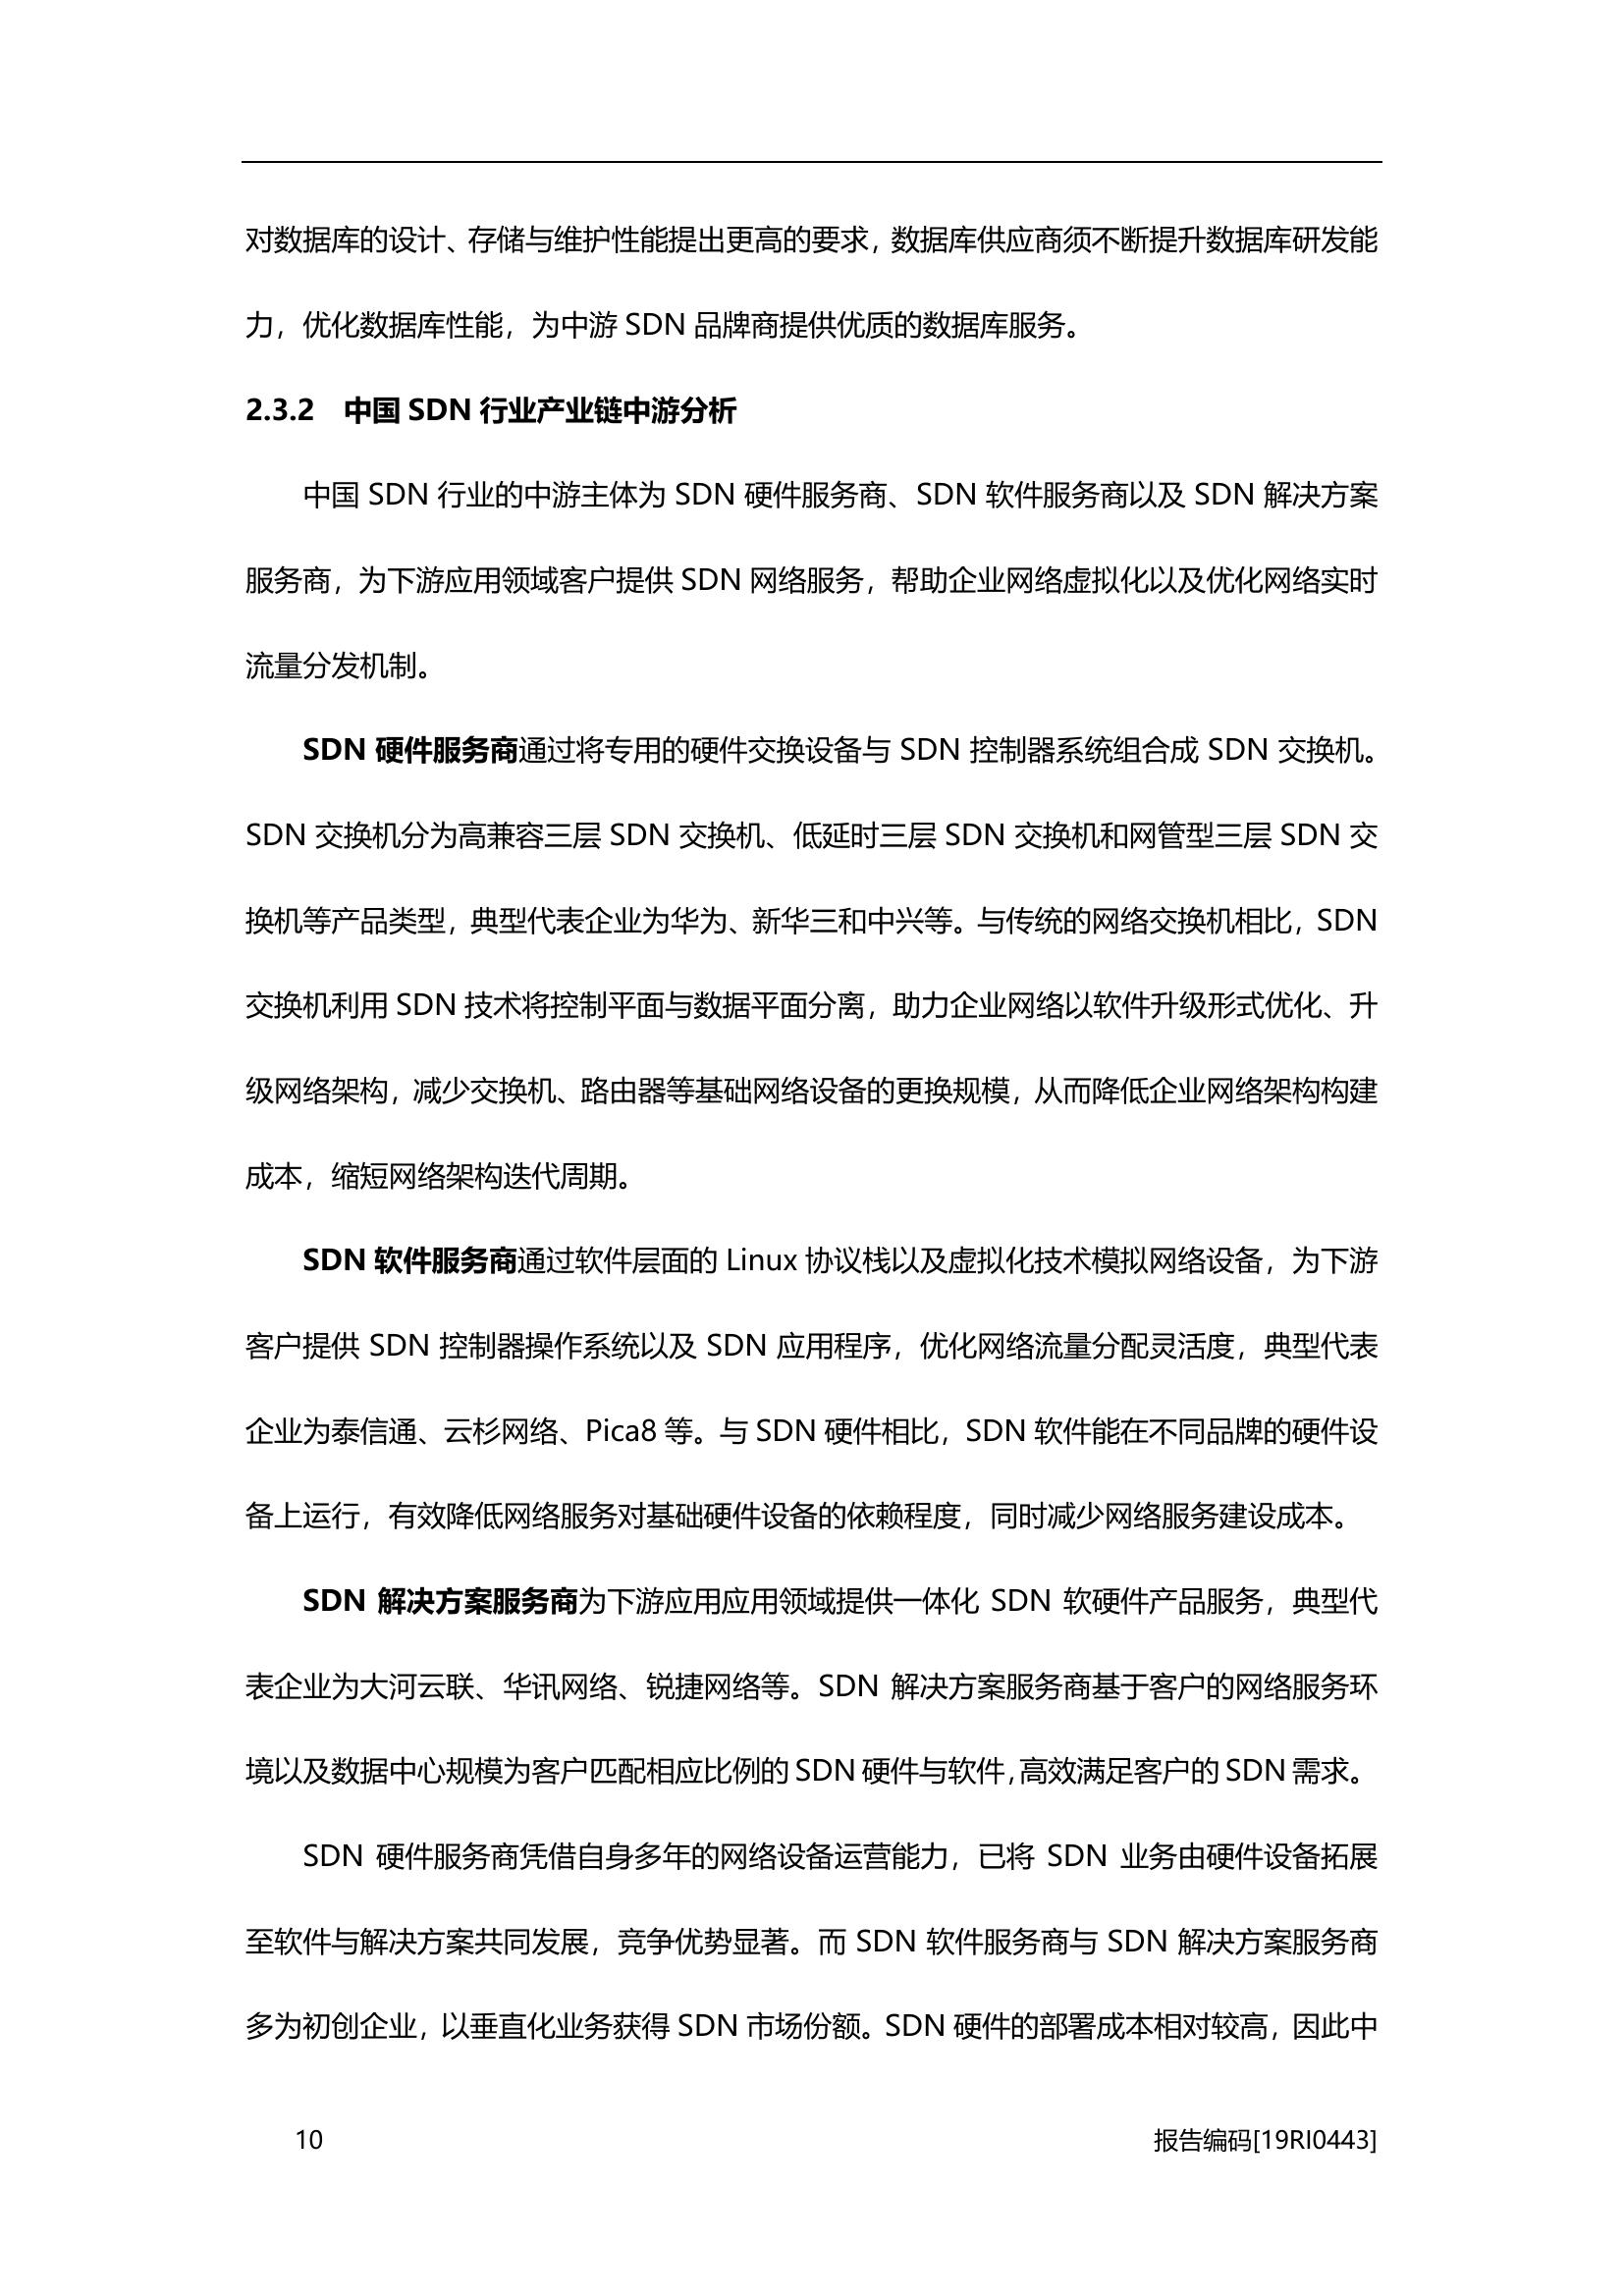 对数据库的设计、存储与维护性能提出更高的要求，数据库供应商须不断提升数据库研发能
力，优化数据库性能，为中游 SDN 品牌商提供优质的数据库服务。
2.3.2 中国 SDN 行业产业链中游分析
中国 SDN 行业的中游主体为 SDN 硬件服务商、SDN 软件服务商以及 SDN 解决方案
服务商，为下游应用领域客户提供 SDN 网络服务，帮助企业网络虚拟化以及优化网络实时
流量分发机制。
SDN 硬件服务商通过将专用的硬件交换设备与 SDN 控制器系统组合成 SDN 交换机。
SDN 交换机分为高兼容三层 SDN 交换机、低延时三层 SDN 交换机和网管型三层 SDN 交
换机等产品类型，典型代表企业为华为、新华三和中兴等。与传统的网络交换机相比，SDN
交换机利用 SDN 技术将控制平面与数据平面分离，助力企业网络以软件升级形式优化、升
级网络架构，减少交换机、路由器等基础网络设备的更换规模，从而降低企业网络架构构建
成本，缩短网络架构迭代周期。
SDN 软件服务商通过软件层面的 Linux 协议栈以及虚拟化技术模拟网络设备，为下游
客户提供 SDN 控制器操作系统以及 SDN 应用程序，优化网络流量分配灵活度，典型代表
企业为泰信通、云杉网络、Pica8 等。与 SDN 硬件相比，SDN 软件能在不同品牌的硬件设
备上运行，有效降低网络服务对基础硬件设备的依赖程度，同时减少网络服务建设成本。
SDN 解决方案服务商为下游应用应用领域提供一体化 SDN 软硬件产品服务，典型代
表企业为大河云联、华讯网络、锐捷网络等。SDN 解决方案服务商基于客户的网络服务环
境以及数据中心规模为客户匹配相应比例的 SDN 硬件与软件，高效满足客户的 SDN 需求。
SDN 硬件服务商凭借自身多年的网络设备运营能力，已将 SDN 业务由硬件设备拓展
至软件与解决方案共同发展，竞争优势显著。而 SDN 软件服务商与 SDN 解决方案服务商
多为初创企业，以垂直化业务获得 SDN 市场份额。SDN 硬件的部署成本相对较高，因此中
10
报告编码[19RI0443]